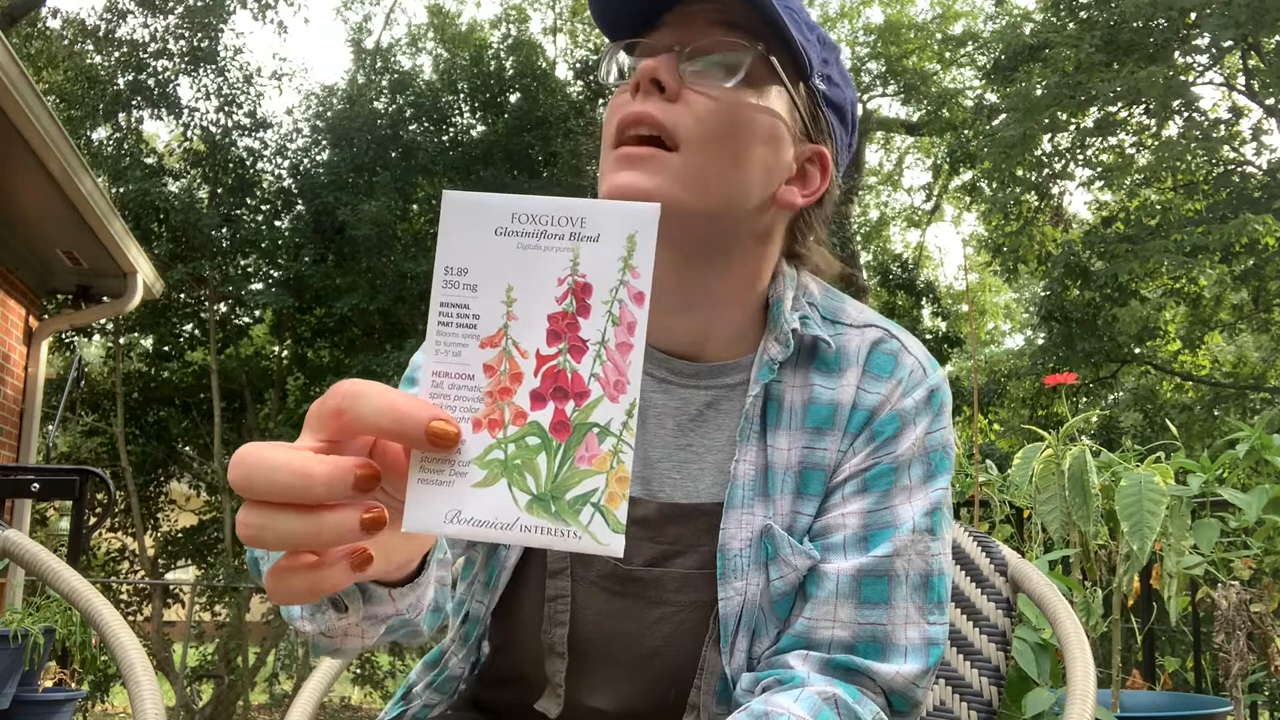 FOXGLOVE
Gloxiniiflora Blend
Digitalis purpurea
$1.89
350 mg
BIENNIAL
FULL SUN TO
PART SHADE
Blooms spring
to summer
3'–5' tall
HEIRLOOM
Tall, dramatic
spires provide
A
stunning cut
flower. Deer
resistant!
Botanical INTERESTS®